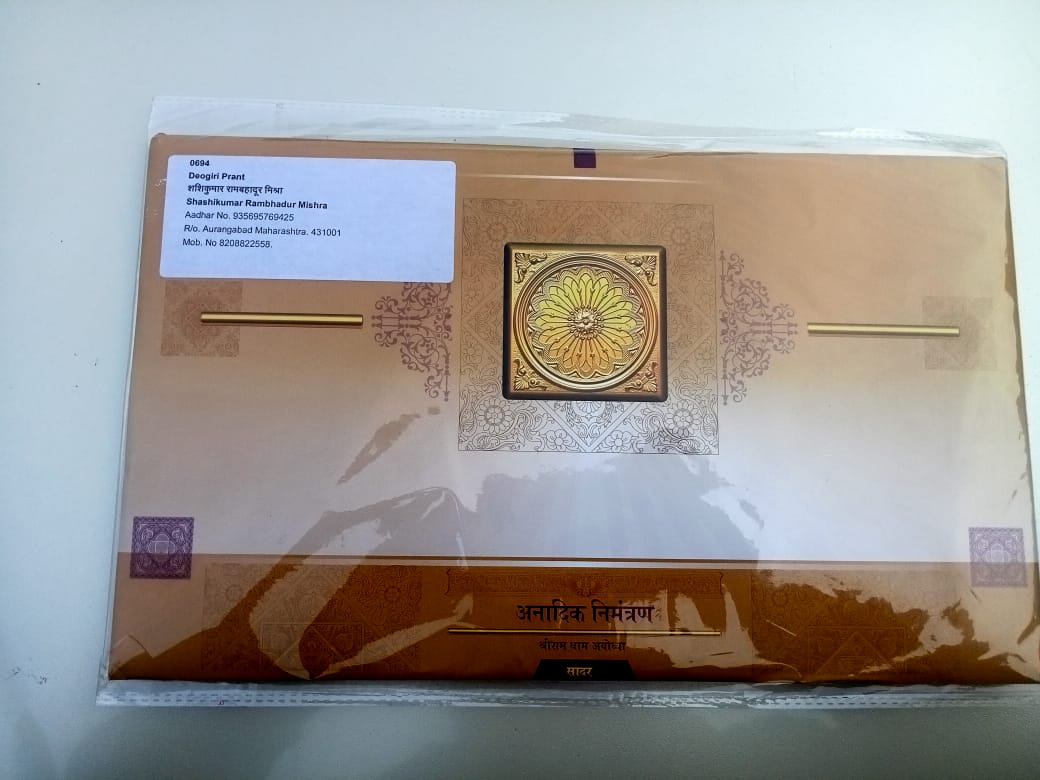 0694
Deogiri Prant
शशिकुमार रामबहादूर मिश्रा
Shashikumar Rambhadur Mishra
Aadhar No. 935695769425
R/o. Aurangabad Maharashtra. 431001
Mob. No 8208822558.
अनादिक निमंत्रण
श्रीराम धाम अयोध्या
सादर